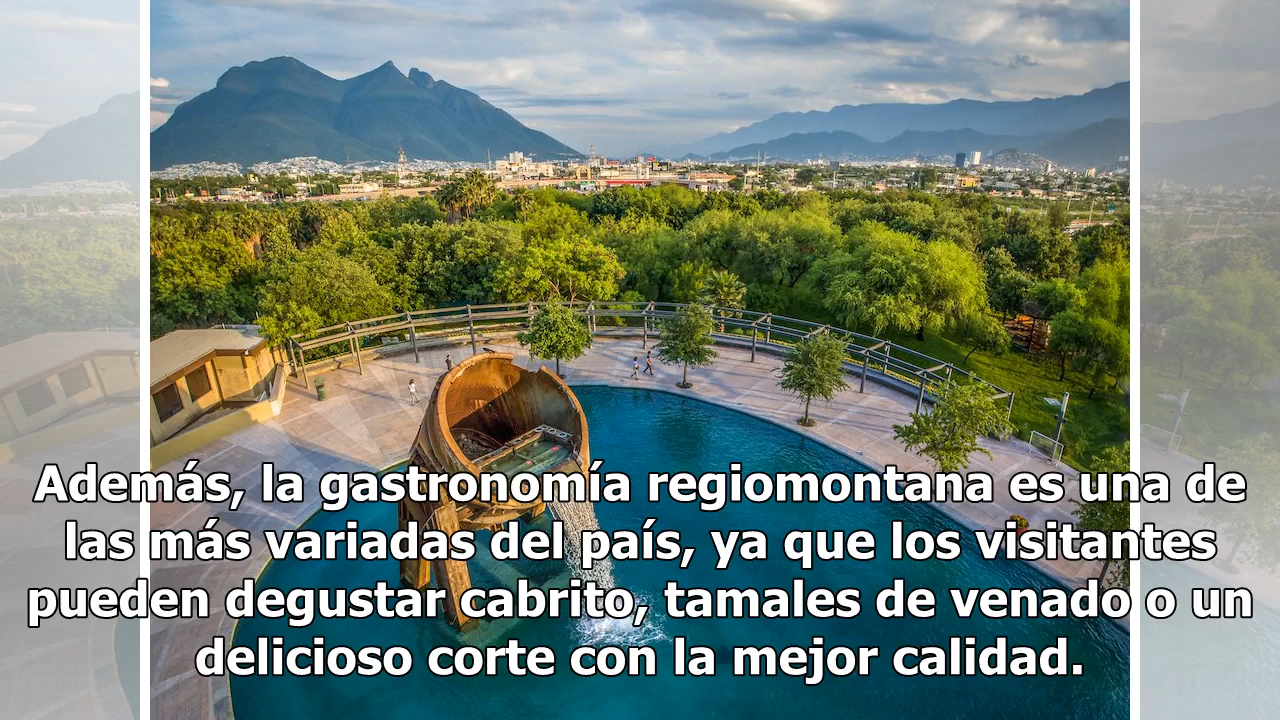 Además, la gastronomía regiomontana es una de
las más variadas del país, ya que los visitantes
pueden degustar cabrito, tamales de venado o un
delicioso corte con la mejor calidad.